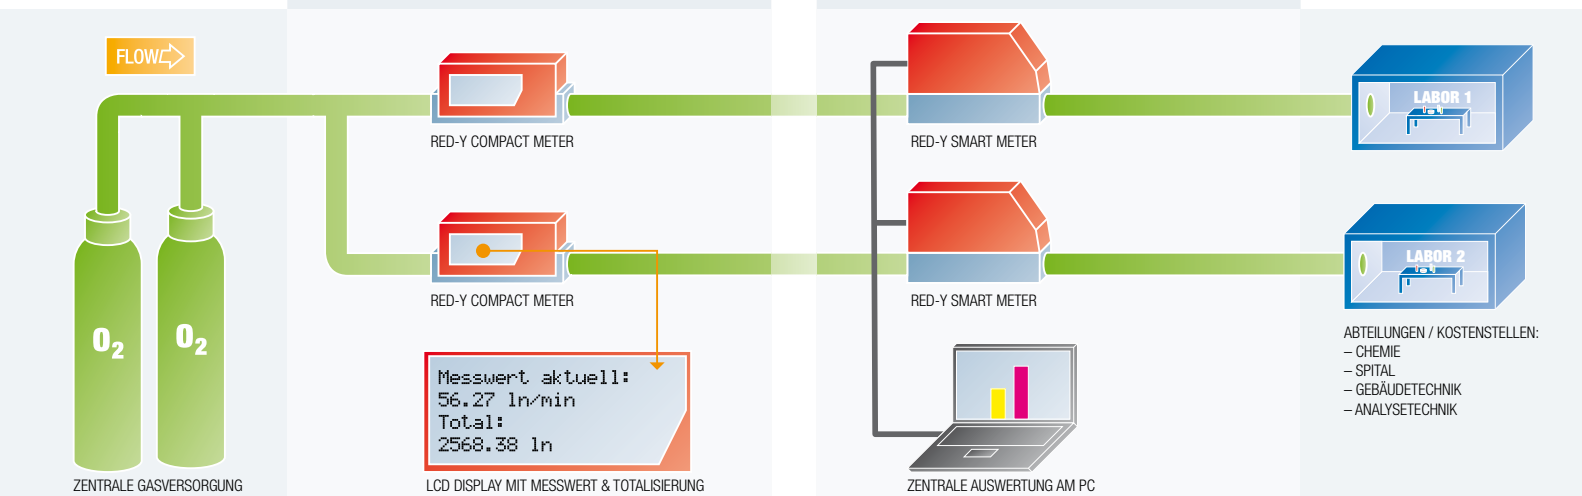 FLOW
RED-Y COMPACT METER
RED-Y SMART METER
LABOR 1
RED-Y COMPACT METER
RED-Y SMART METER
LABOR 2
O2
O2
Messwert aktuell:
56.27 ln/min
Total:
2568.38 ln
ABTEILUNGEN / KOSTENSTELLEN:
– CHEMIE
– SPITAL
– GEBÄUDETECHNIK
– ANALYSETECHNIK
ZENTRALE GASVERSORGUNG
LCD DISPLAY MIT MESSWERT & TOTALISIERUNG
ZENTRALE AUSWERTUNG AM PC